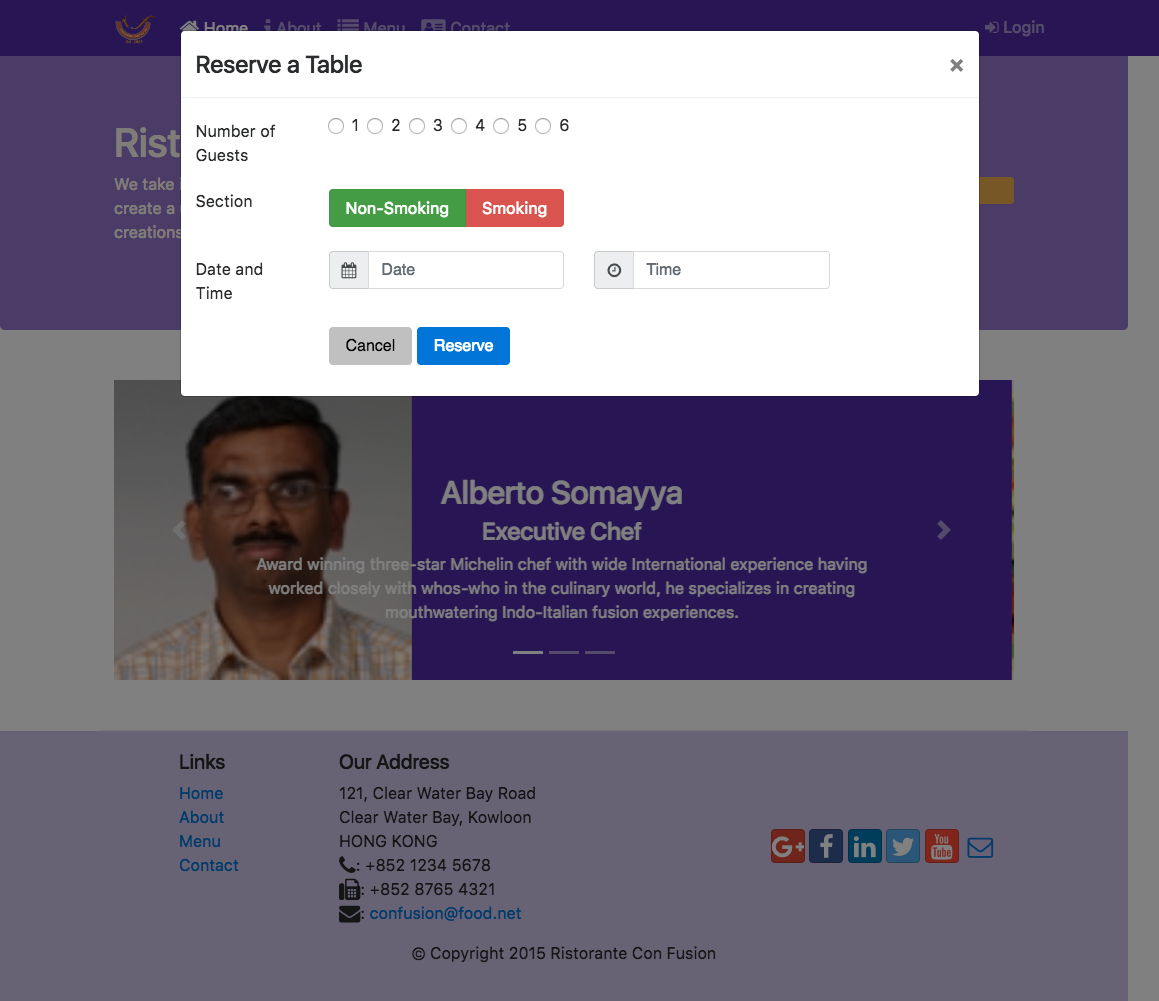 Home About Menu Contact Login
Reserve a Table ×
Rist
We take
create a
creations
Number of
Guests
1 2 3 4 5 6
Section
Non-Smoking Smoking
Date and
Time
Date Time
Cancel Reserve
Alberto Somayya
Executive Chef
Award winning three-star Michelin chef with wide International experience having
worked closely with whos-who in the culinary world, he specializes in creating
mouthwatering Indo-Italian fusion experiences.
Links
Home
About
Menu
Contact
Our Address
121, Clear Water Bay Road
Clear Water Bay, Kowloon
HONG KONG
: +852 1234 5678
: +852 8765 4321
: confusion@food.net
G+ f in You Tube
© Copyright 2015 Ristorante Con Fusion